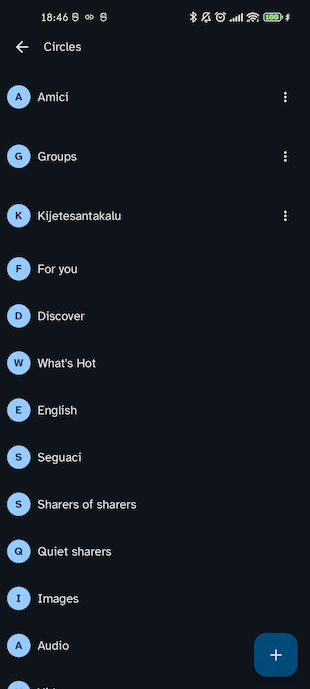 18:46
100
Circles
A Amici
G Groups
K Kijetesantakalu
F For you
D Discover
W What's Hot
E English
S Seguaci
S Sharers of sharers
Q Quiet sharers
I Images
A Audio